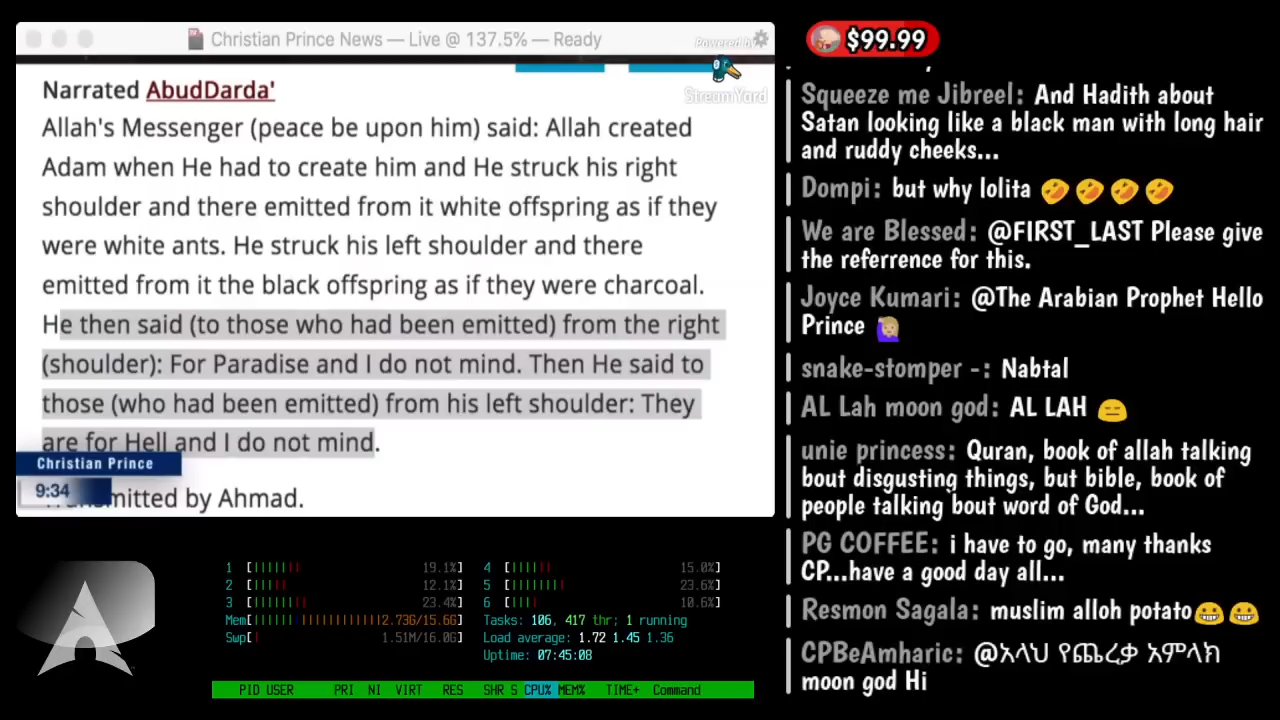 Christian Prince News — Live @ 137.5% — Ready
Powered by
StreamYard
Narrated AbudDarda'
Allah's Messenger (peace be upon him) said: Allah created
Adam when He had to create him and He struck his right
shoulder and there emitted from it white offspring as if they
were white ants. He struck his left shoulder and there
emitted from it the black offspring as if they were charcoal.
He then said (to those who had been emitted) from the right
(shoulder): For Paradise and I do not mind. Then He said to
those (who had been emitted) from his left shoulder: They
are for Hell and I do not mind.
Christian Prince
9:34
by Ahmad.
1 [ 19.1%]
2 [ 12.1%]
3 [ 23.4%]
Mem[ 2.73G/15.6G]
Swp[ 1.51M/16.0G]
4 [ 15.0%]
5 [ 23.6%]
6 [ 10.6%]
Tasks: 106, 417 thr; 1 running
Load average: 1.72 1.45 1.36
Uptime: 07:45:08
PID USER PRI NI VIRT RES SHR S CPU% MEM% TIME+ Command
$99.99
Squeeze me Jibreel: And Hadith about
Satan looking like a black man with long hair
and ruddy cheeks...
Dompi: but why lolita 🤣🤣🤣🤣
We are Blessed: @FIRST_LAST Please give
the referrence for this.
Joyce Kumari: @The Arabian Prophet Hello
Prince 🙋🏼‍♀️
snake-stomper -: Nabtal
AL Lah moon god: AL LAH 😑
unie princess: Quran, book of allah talking
bout disgusting things, but bible, book of
people talking bout word of God...
PG COFFEE: i have to go, many thanks
CP...have a good day all...
Resmon Sagala: muslim alloh potato😁😁
CPBeAmharic: @አላህ የጨረቃ አምላክ
moon god Hi